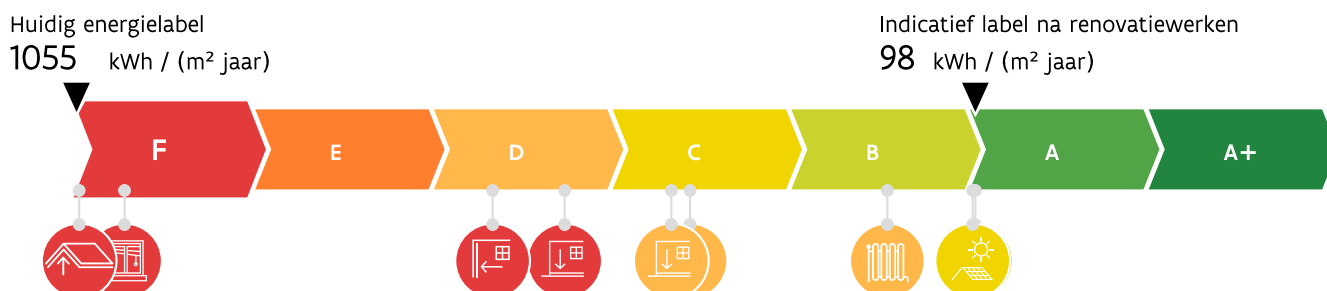 Huidig energielabel
1055 kWh / (m² jaar)
Indicatief label na renovatiewerken
98 kWh / (m² jaar)
F E D C B A A+